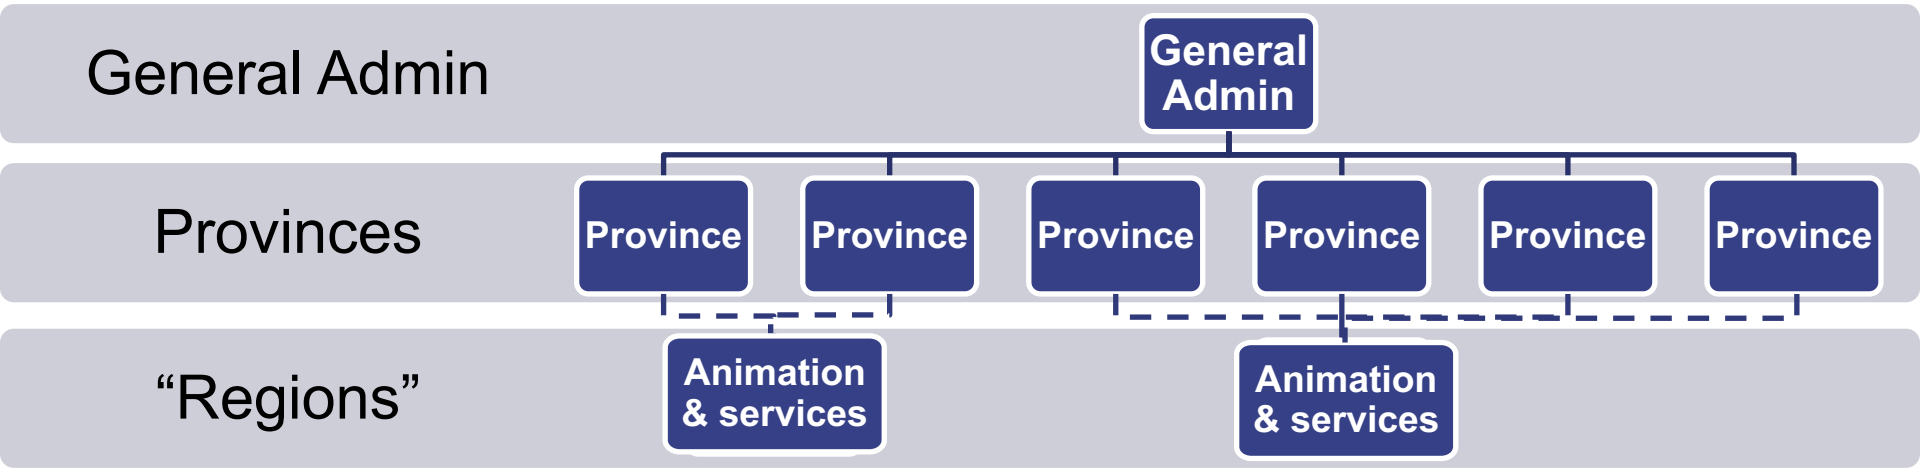 General Admin
General
Admin
Provinces
Province
Province
Province
Province
Province
Province
“Regions”
Animation
& services
Animation
& services